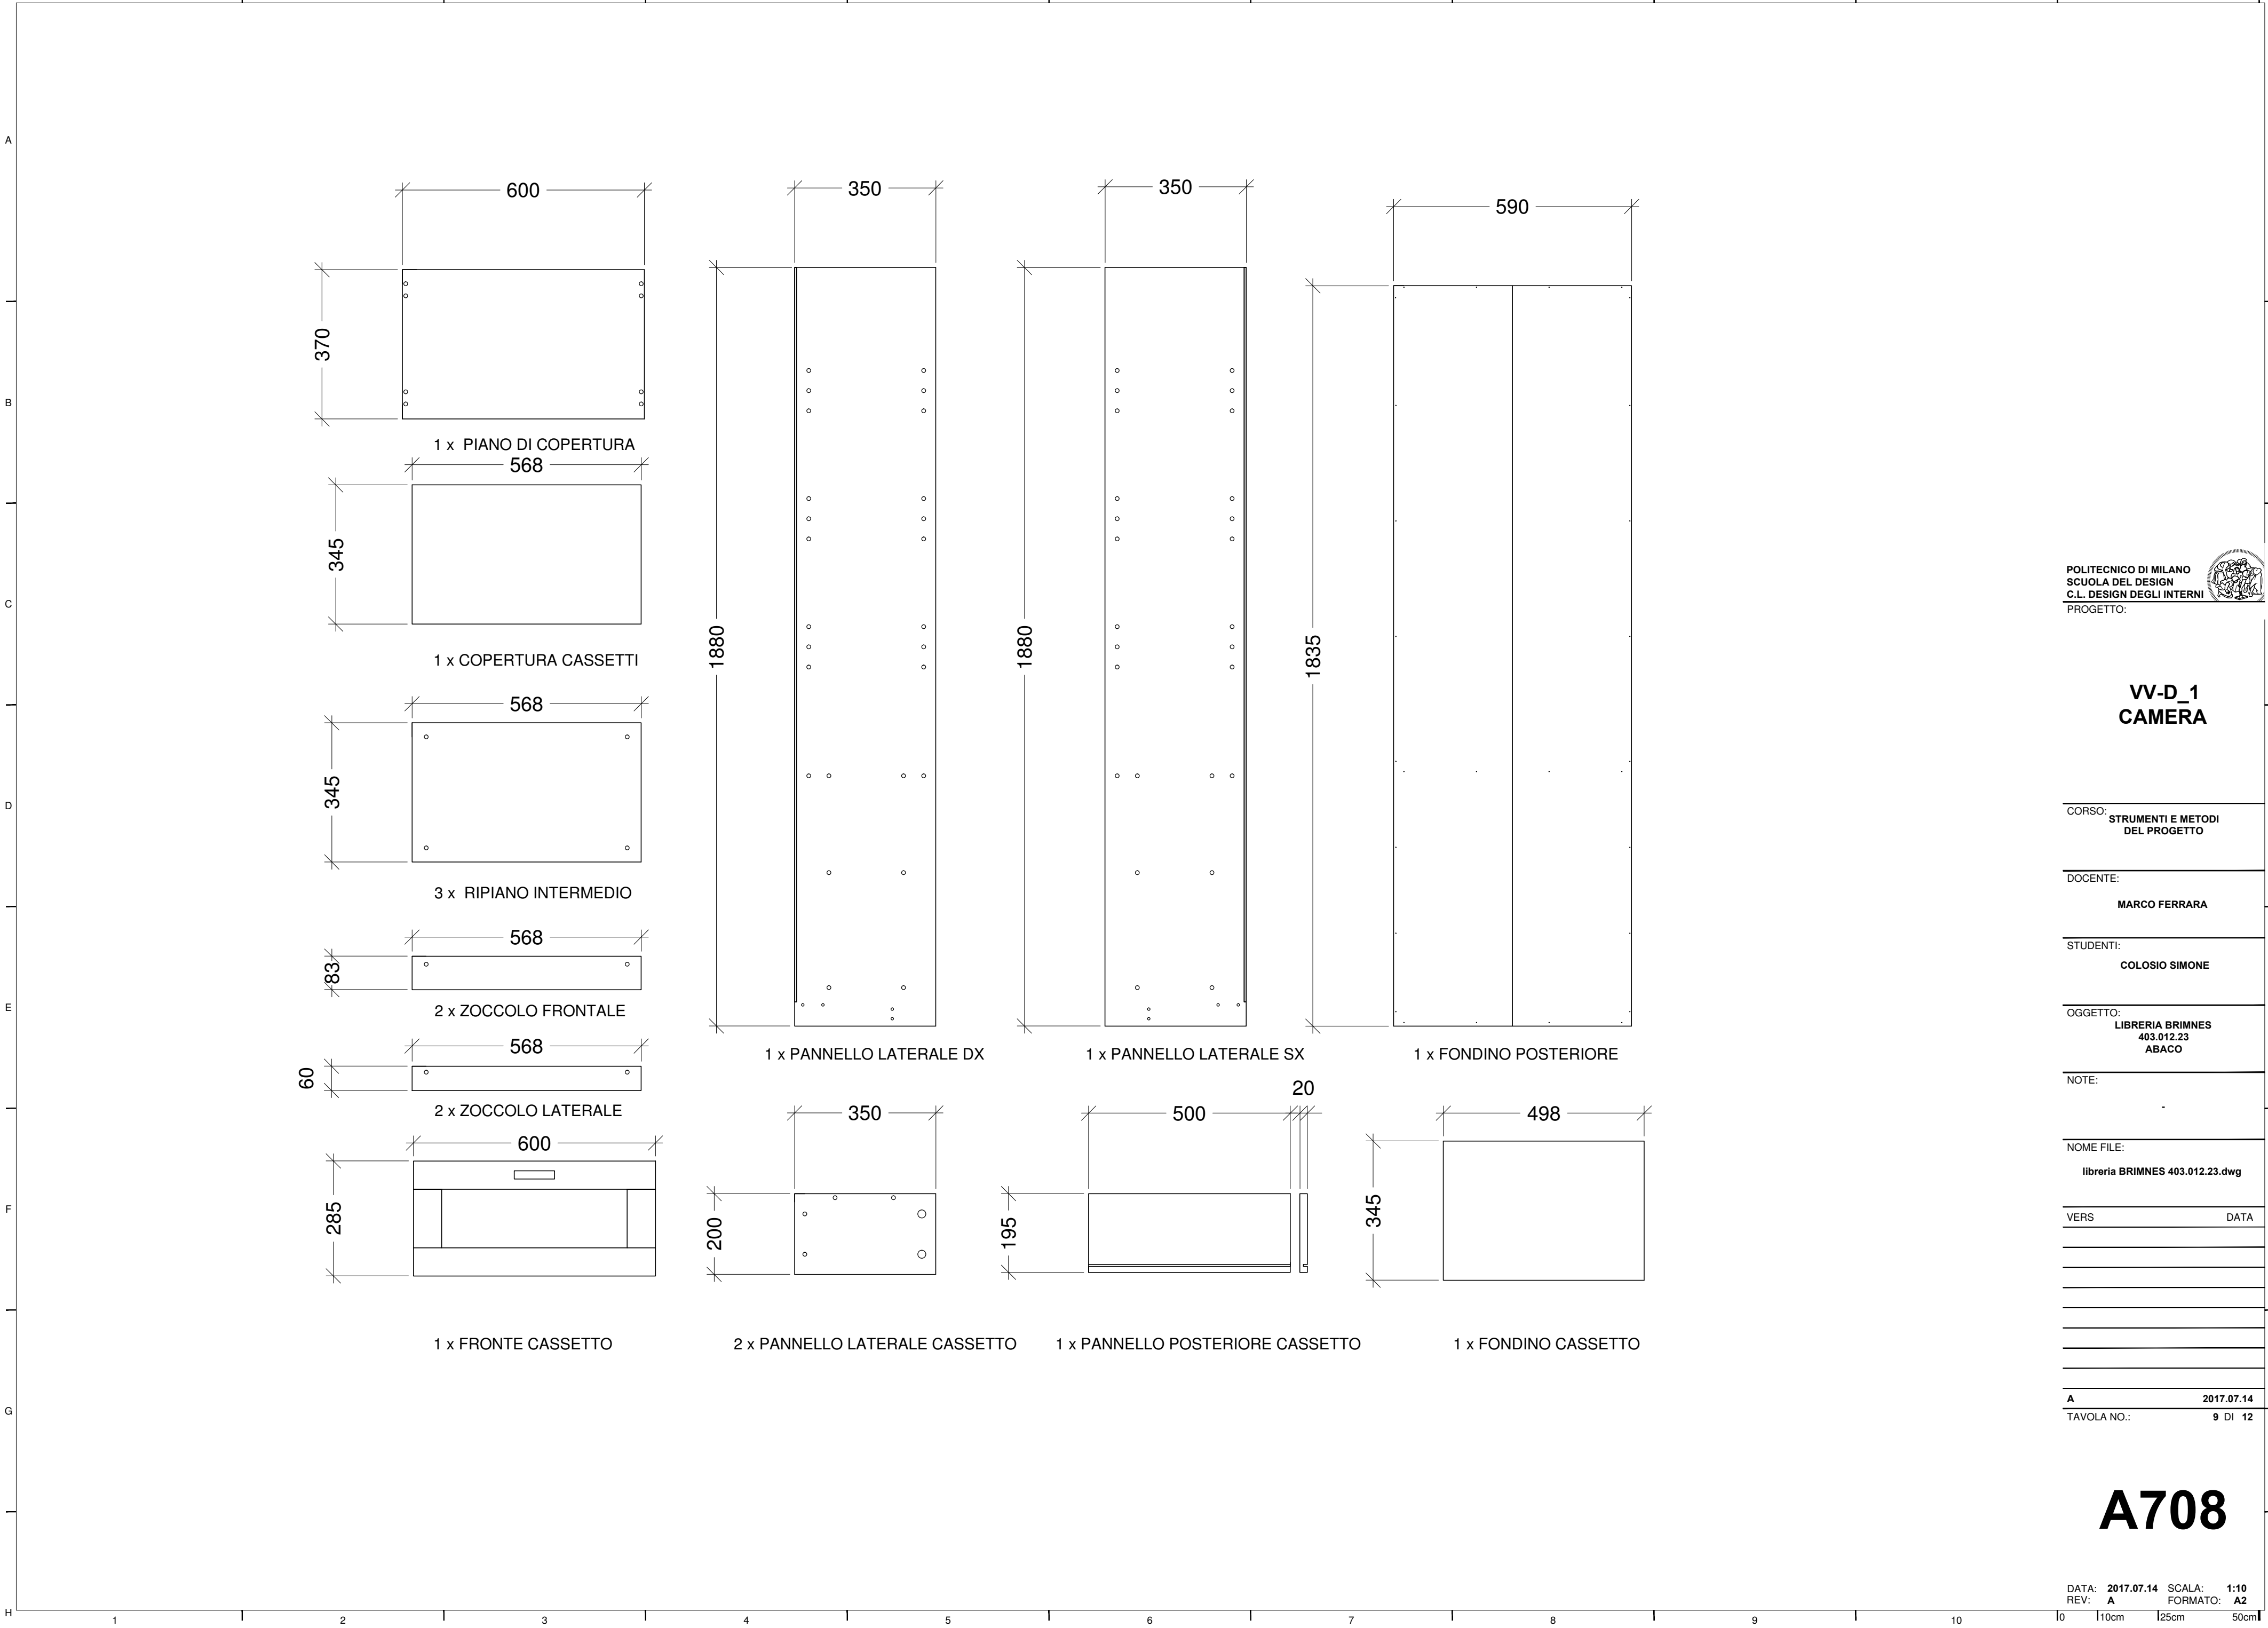 600
370
1 x PIANO DI COPERTURA
568
345
1 x COPERTURA CASSETTI
568
345
3 x RIPIANO INTERMEDIO
568
83
2 x ZOCCOLO FRONTALE
568
60
2 x ZOCCOLO LATERALE
600
285
1 x FRONTE CASSETTO
350
1880
1 x PANNELLO LATERALE DX
350
1880
1 x PANNELLO LATERALE SX
590
1835
1 x FONDINO POSTERIORE
350
200
2 x PANNELLO LATERALE CASSETTO
500
20
195
1 x PANNELLO POSTERIORE CASSETTO
498
345
1 x FONDINO CASSETTO
A
B
C
D
E
F
G
H
1
2
3
4
5
6
7
8
9
10
POLITECNICO DI MILANO
SCUOLA DEL DESIGN
C.L. DESIGN DEGLI INTERNI
PROGETTO:
VV-D_1
CAMERA
CORSO:
STRUMENTI E METODI
DEL PROGETTO
DOCENTE:
MARCO FERRARA
STUDENTI:
COLOSIO SIMONE
OGGETTO:
LIBRERIA BRIMNES
403.012.23
ABACO
NOTE:
-
NOME FILE:
libreria BRIMNES 403.012.23.dwg
VERS DATA
A 2017.07.14
TAVOLA NO.: 9 DI 12
A708
DATA: 2017.07.14 SCALA: 1:10
REV: A FORMATO: A2
0 10cm 25cm 50cm